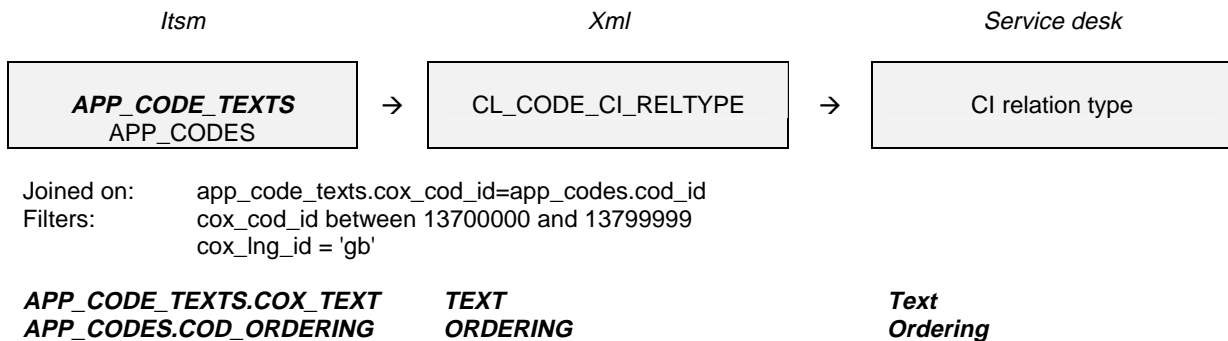 Itsm Xml Service desk
APP_CODE_TEXTS → CL_CODE_CI_RELTYPE → CI relation type
APP_CODES
Joined on: app_code_texts.cox_cod_id=app_codes.cod_id
Filters: cox_cod_id between 13700000 and 13799999
cox_lng_id = 'gb'
APP_CODE_TEXTS.COX_TEXT TEXT Text
APP_CODES.COD_ORDERING ORDERING Ordering